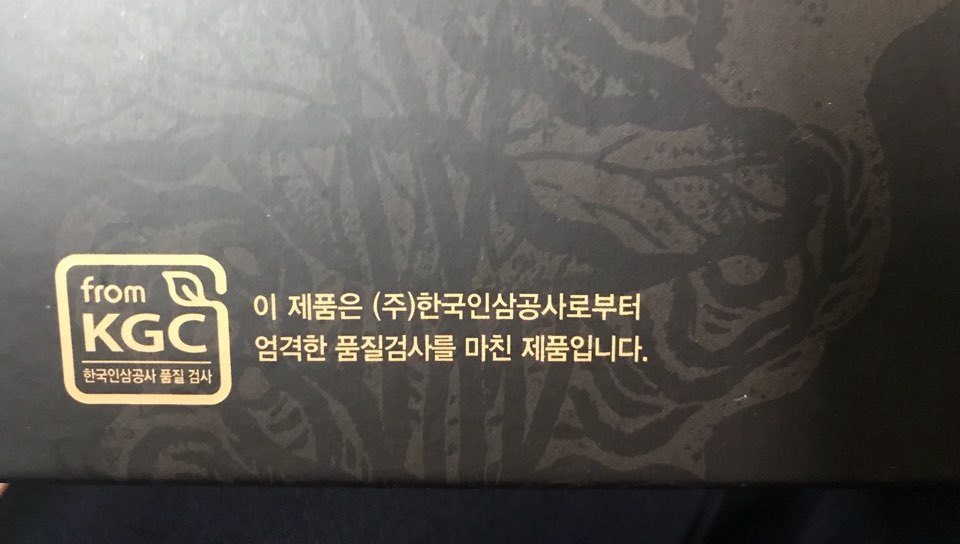 from
KGC
한국인삼공사 품질 검사
이 제품은 (주)한국인삼공사로부터
엄격한 품질검사를 마친 제품입니다.